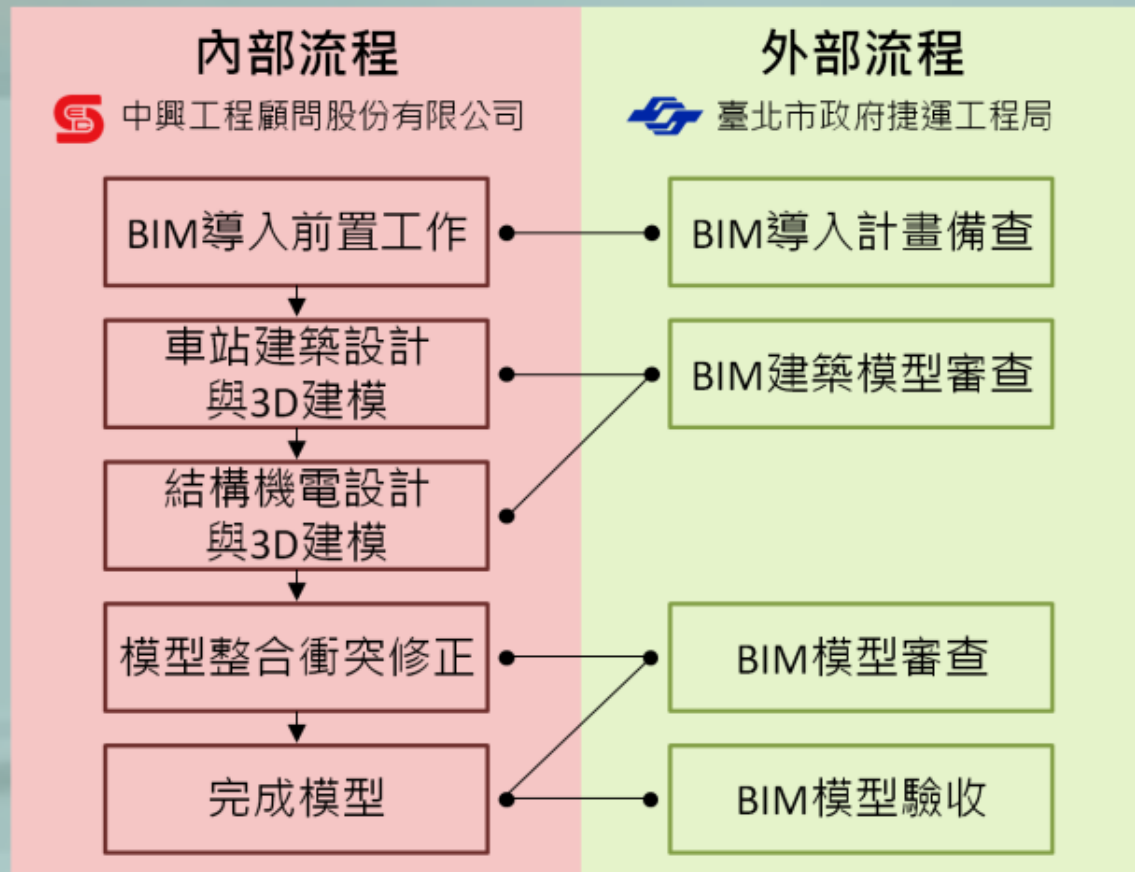 內部流程
中興工程顧問股份有限公司
BIM導入前置工作
車站建築設計
與3D建模
結構機電設計
與3D建模
模型整合衝突修正
完成模型
外部流程
臺北市政府捷運工程局
BIM導入計畫備查
BIM建築模型審查
BIM模型審查
BIM模型驗收